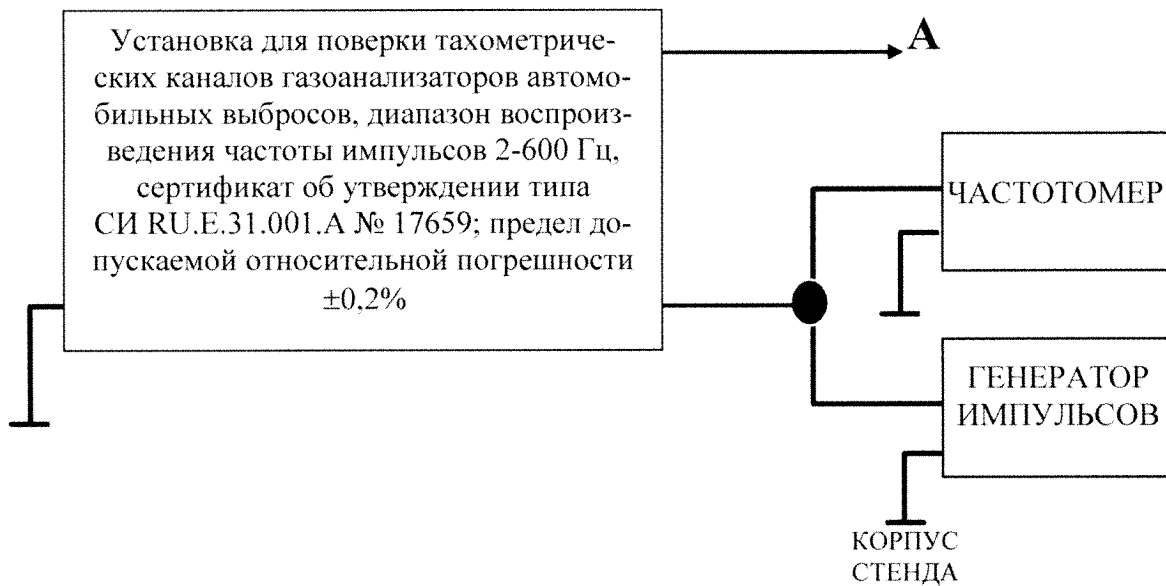 Установка для поверки тахометриче-
ских каналов газоанализаторов автомо-
бильных выбросов, диапазон воспроиз-
ведения частоты импульсов 2-600 Гц,
сертификат об утверждении типа
СИ RU.E.31.001.A № 17659; предел до-
пускаемой относительной погрешности
±0,2%
А
ЧАСТОТОМЕР
ГЕНЕРАТОР
ИМПУЛЬСОВ
КОРПУС
СТЕНДА